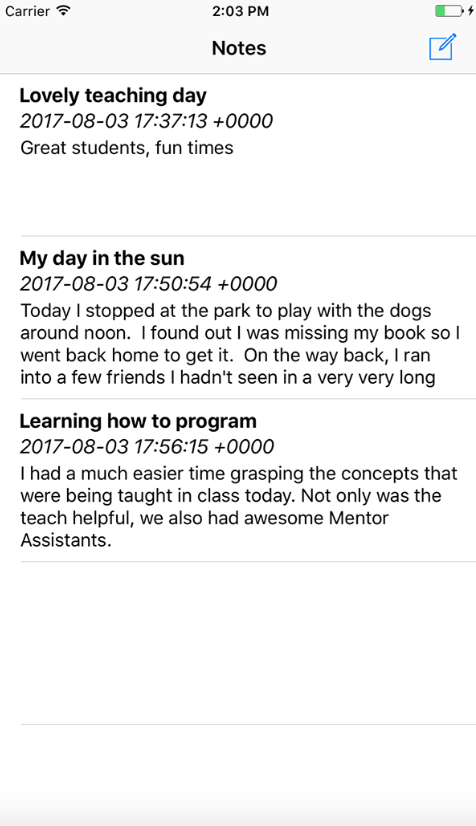 Carrier 2:03 PM
Notes
Lovely teaching day
2017-08-03 17:37:13 +0000
Great students, fun times
My day in the sun
2017-08-03 17:50:54 +0000
Today I stopped at the park to play with the dogs
around noon.  I found out I was missing my book so I
went back home to get it.  On the way back, I ran
into a few friends I hadn't seen in a very very long
Learning how to program
2017-08-03 17:56:15 +0000
I had a much easier time grasping the concepts that
were being taught in class today. Not only was the
teach helpful, we also had awesome Mentor
Assistants.